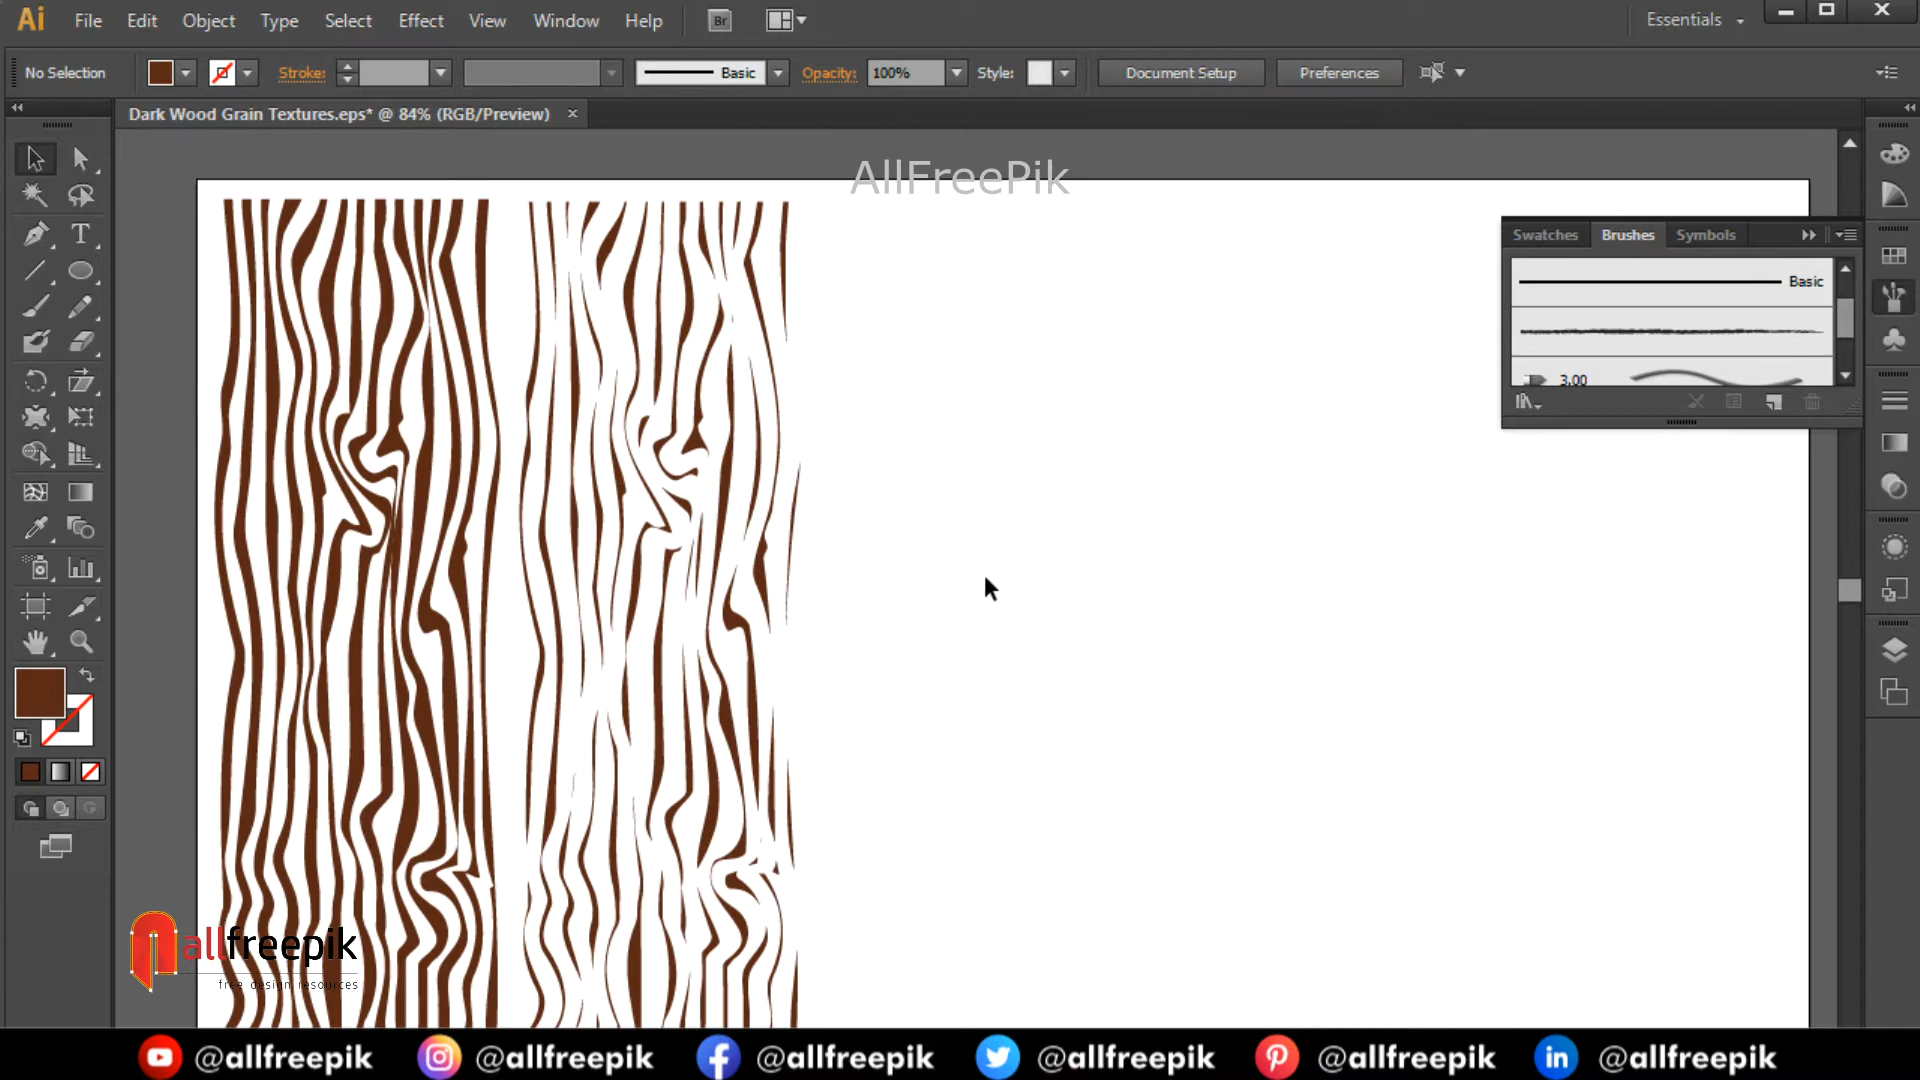 Ai File Edit Object Type Select Effect View Window Help Br Essentials
No Selection Stroke: Basic Opacity: 100% Style: Document Setup Preferences
Dark Wood Grain Textures.eps* @ 84% (RGB/Preview)
AllFreePik
Swatches Brushes Symbols
Basic
3.00
T
allfreepik
free design resources
@allfreepik @allfreepik @allfreepik @allfreepik @allfreepik @allfreepik